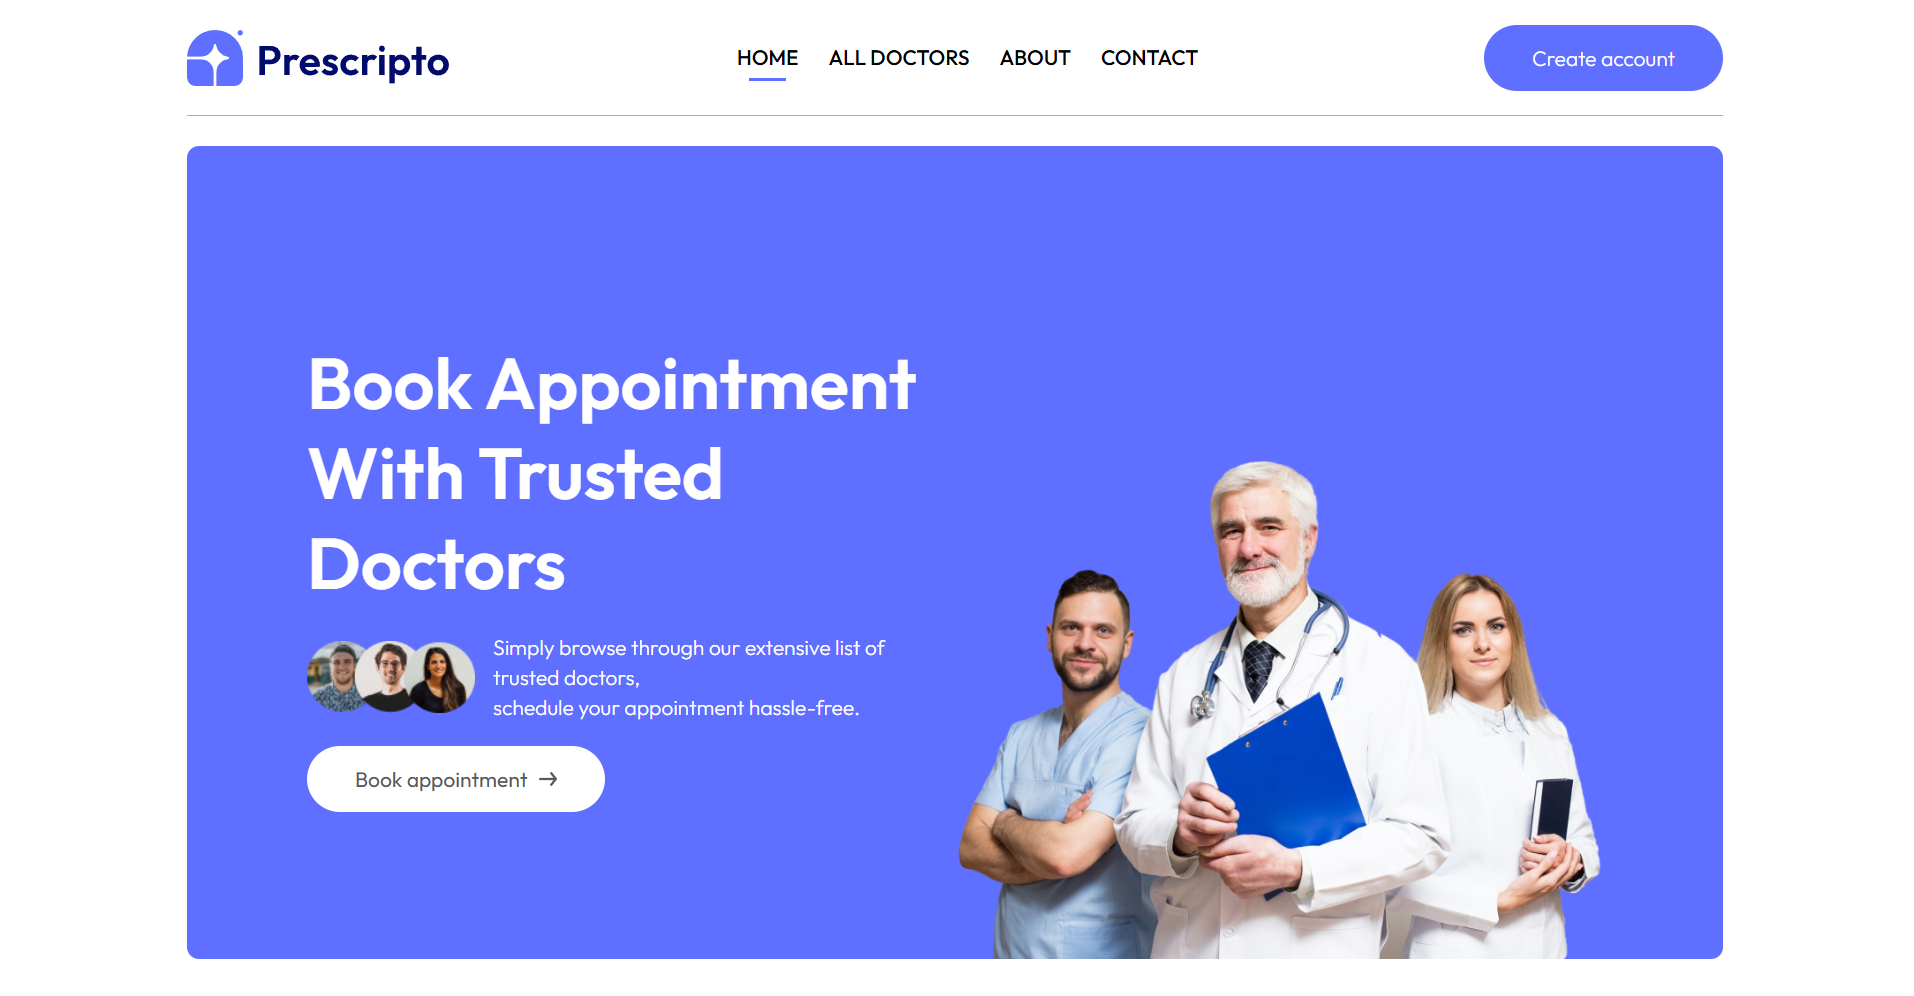 Prescripto
HOME
ALL DOCTORS
ABOUT
CONTACT
Create account
Book Appointment
With Trusted
Doctors
Simply browse through our extensive list of
trusted doctors,
schedule your appointment hassle-free.
Book appointment →